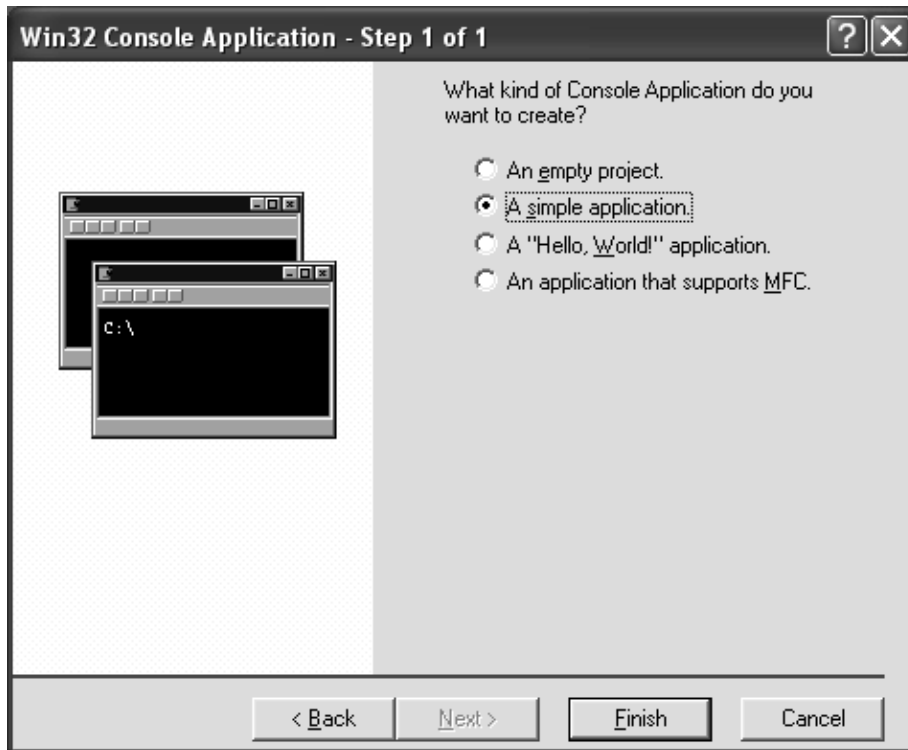 Win32 Console Application - Step 1 of 1
What kind of Console Application do you
want to create?
An empty project.
A simple application.
A "Hello, World!" application.
An application that supports MFC.
C:\
< Back
Next >
Finish
Cancel